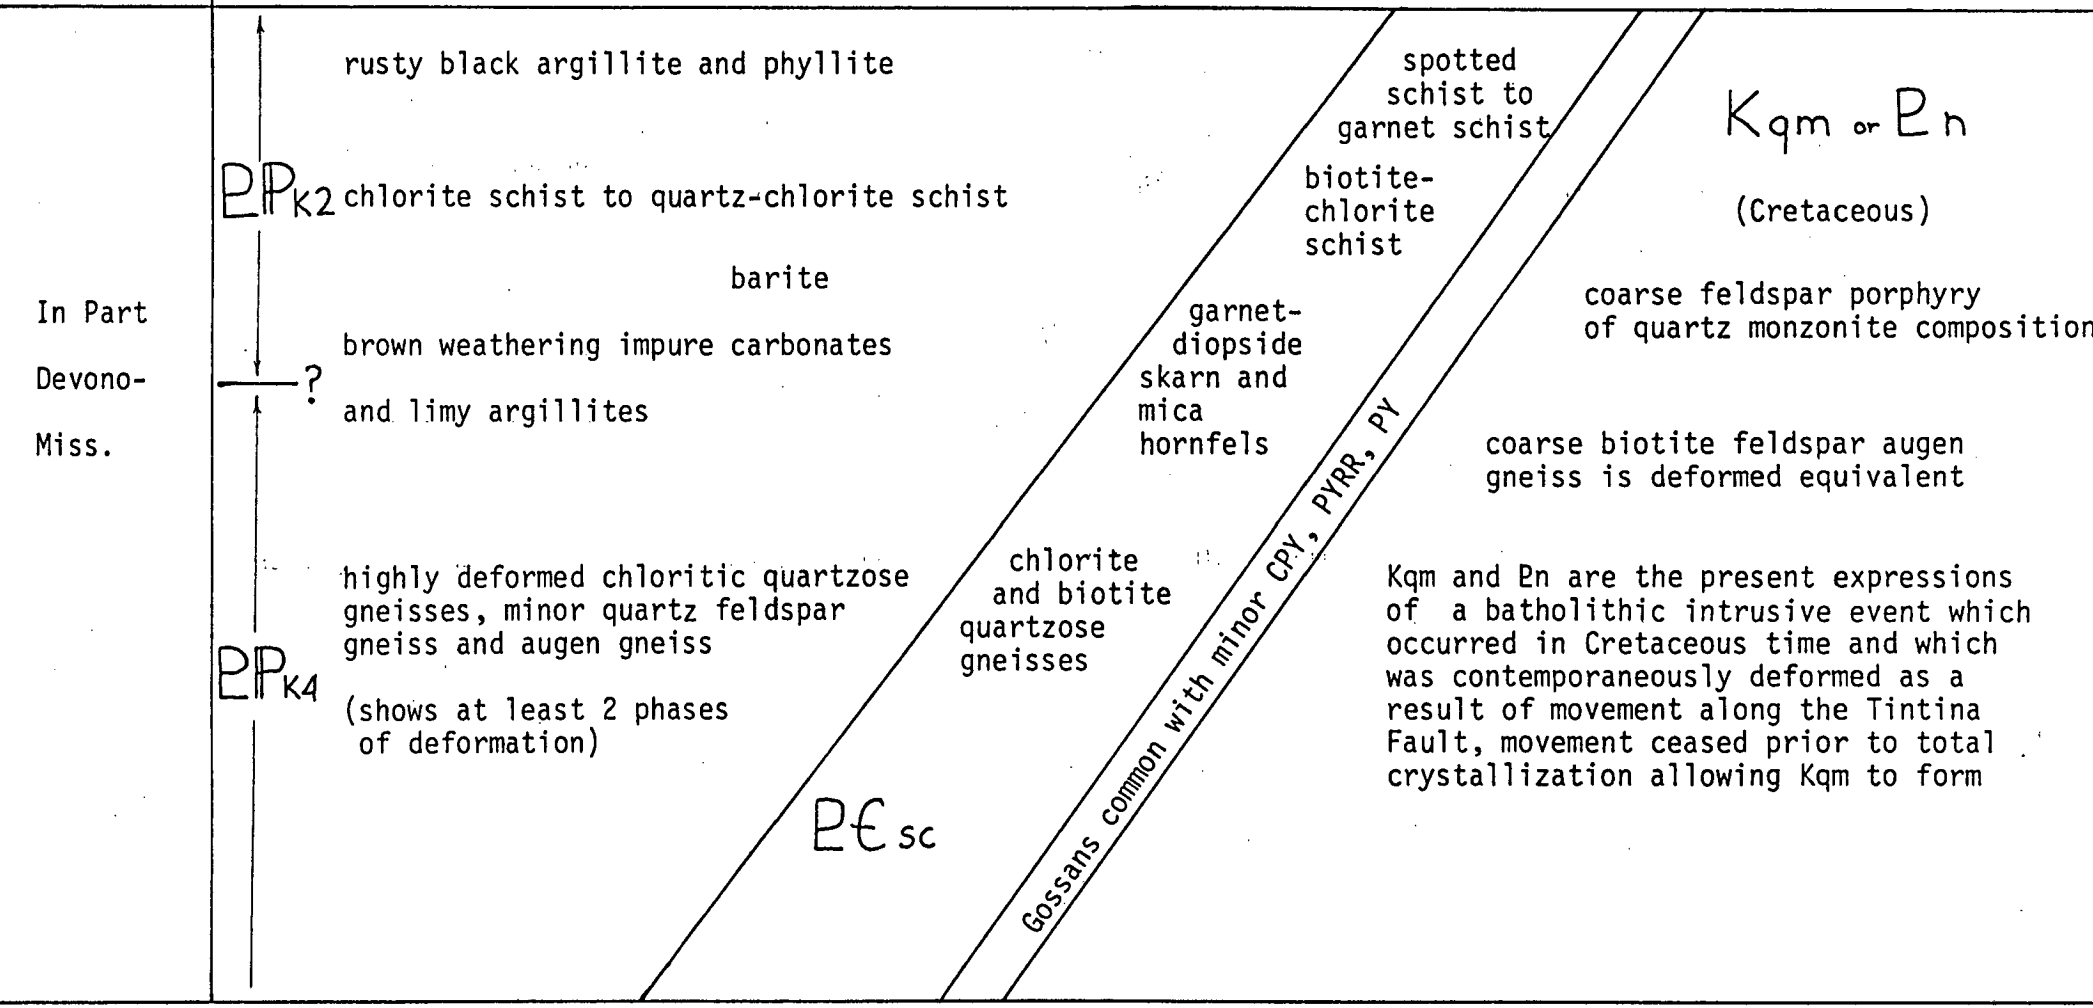 In Part
Devono-
Miss.
rusty black argillite and phyllite
PPK2
chlorite schist to quartz-chlorite schist
barite
brown weathering impure carbonates
?
and limy argillites
highly deformed chloritic quartzose
gneisses, minor quartz feldspar
gneiss and augen gneiss
PPK4
(shows at least 2 phases
of deformation)
spotted
schist to
garnet schist
biotite-
chlorite
schist
garnet-
diopside
skarn and
mica
hornfels
chlorite
and biotite
quartzose
gneisses
P€sc
Gossans common with minor CPY, PYRR, PY
Kqm or Pn
(Cretaceous)
coarse feldspar porphyry
of quartz monzonite composition
coarse biotite feldspar augen
gneiss is deformed equivalent
Kqm and Pn are the present expressions
of a batholithic intrusive event which
occurred in Cretaceous time and which
was contemporaneously deformed as a
result of movement along the Tintina
Fault, movement ceased prior to total
crystallization allowing Kqm to form